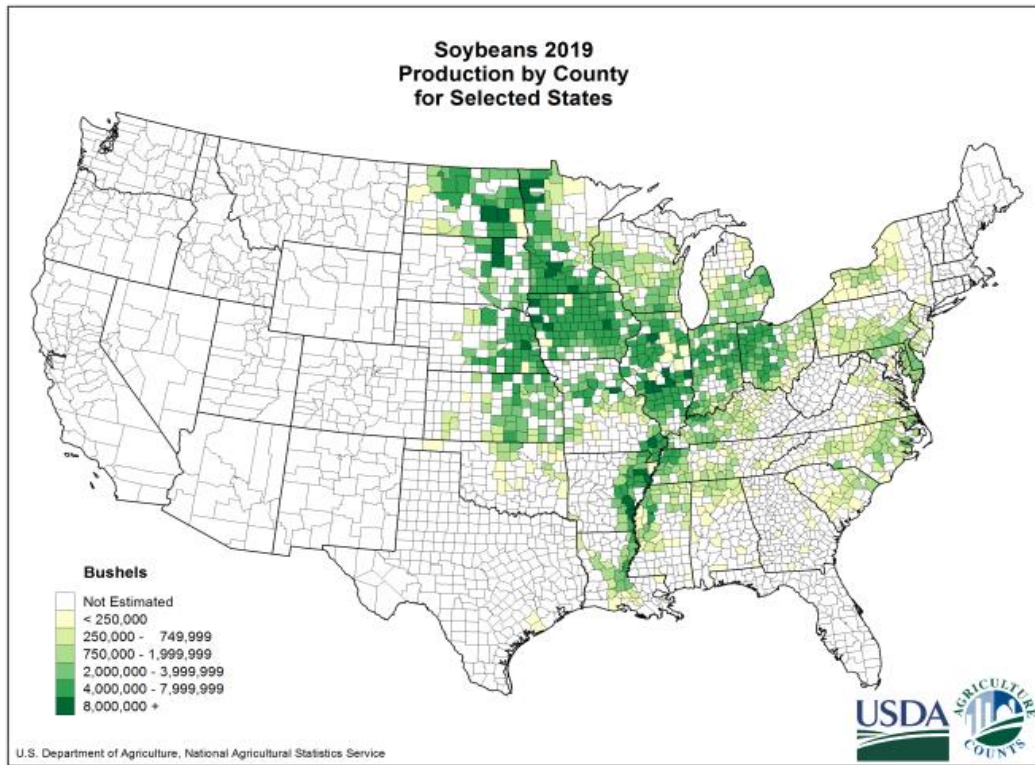 Soybeans 2019
Production by County
for Selected States
Bushels
Not Estimated
< 250,000
250,000 - 749,999
750,000 - 1,999,999
2,000,000 - 3,999,999
4,000,000 - 7,999,999
8,000,000 +
U.S. Department of Agriculture, National Agricultural Statistics Service
USDA
AGRICULTURE
COUNTS